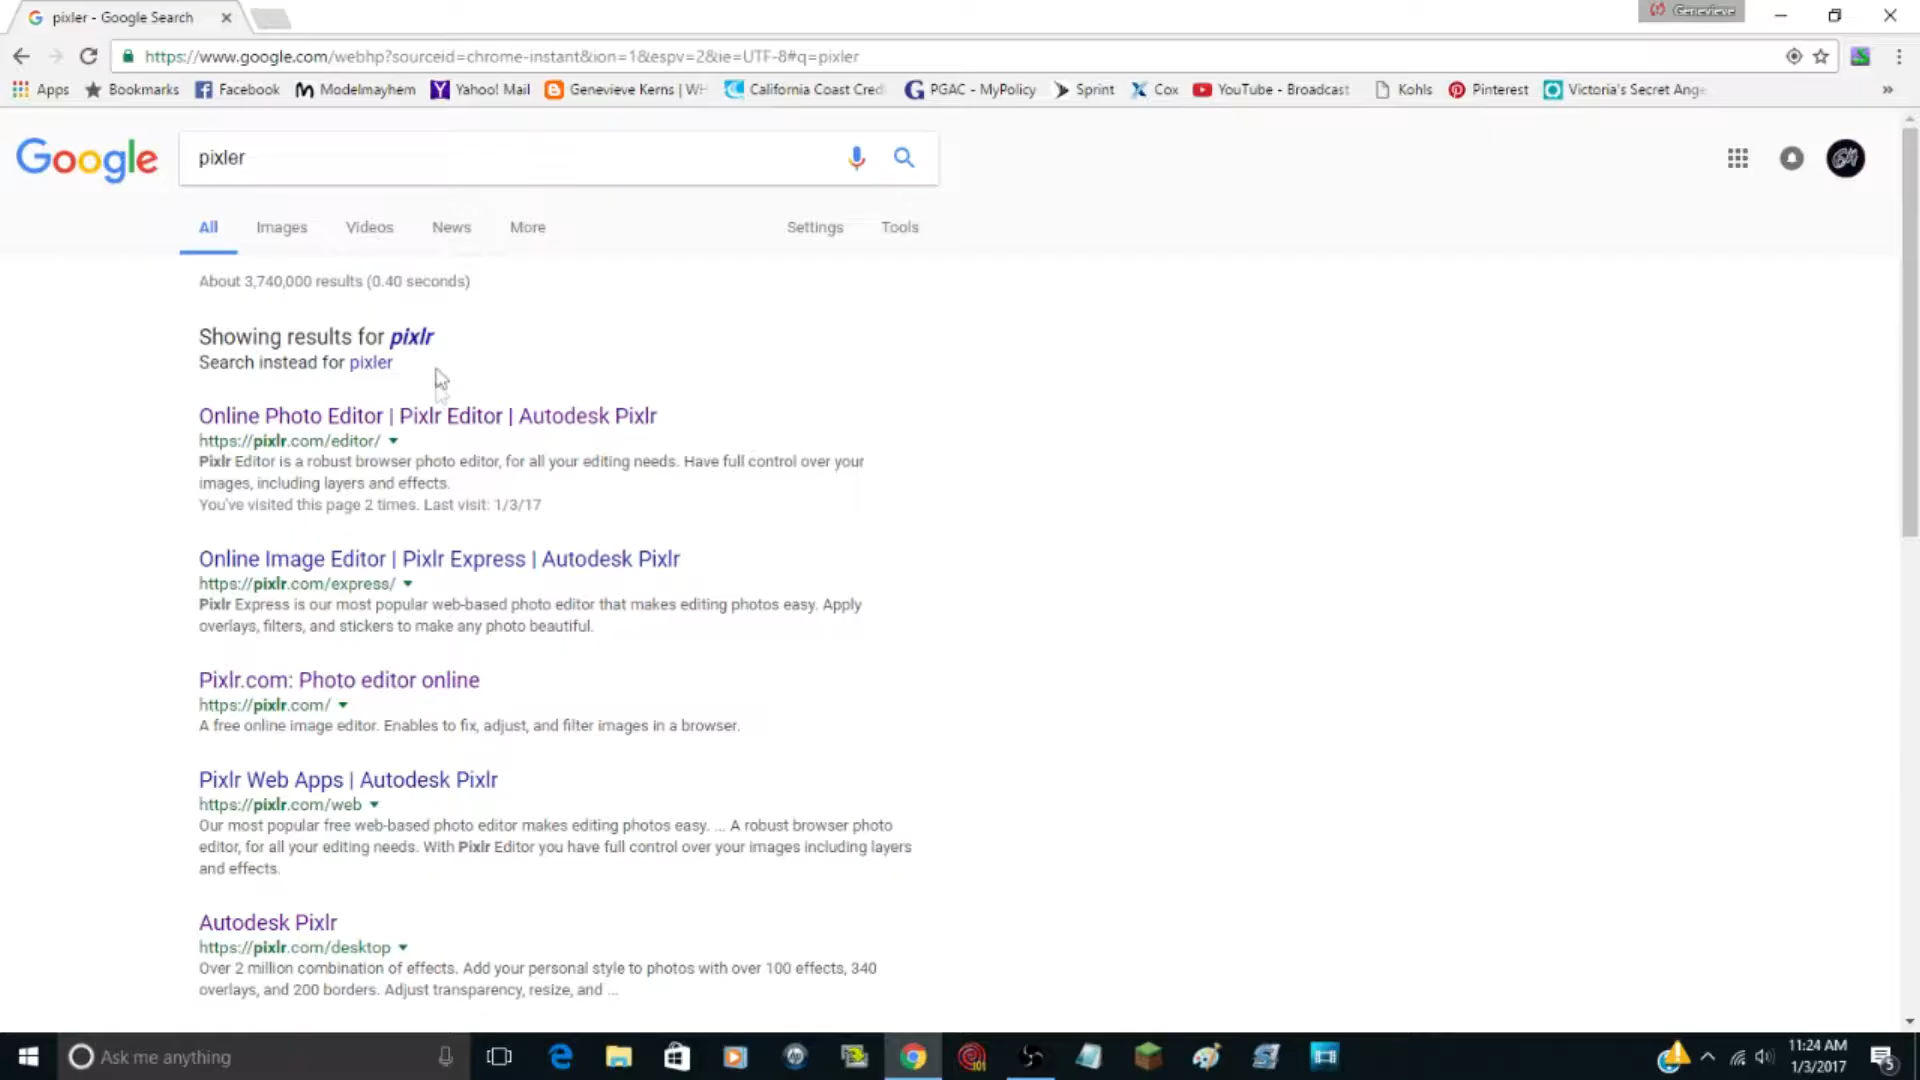 pixler - Google Search
Genevieve
https://www.google.com/webhp?sourceid=chrome-instant&ion=1&espv=2&ie=UTF-8#q=pixler
Apps Bookmarks Facebook Modelmayhem Yahoo! Mail Genevieve Kerns | WH California Coast Cred PGAC - MyPolicy Sprint Cox YouTube - Broadcast Kohls Pinterest Victoria's Secret Ange »
Google pixler
All Images Videos News More Settings Tools
About 3,740,000 results (0.40 seconds)
Showing results for pixlr
Search instead for pixler
Online Photo Editor | Pixlr Editor | Autodesk Pixlr
https://pixlr.com/editor/
Pixlr Editor is a robust browser photo editor, for all your editing needs. Have full control over your
images, including layers and effects.
You've visited this page 2 times. Last visit: 1/3/17
Online Image Editor | Pixlr Express | Autodesk Pixlr
https://pixlr.com/express/
Pixlr Express is our most popular web-based photo editor that makes editing photos easy. Apply
overlays, filters, and stickers to make any photo beautiful.
Pixlr.com: Photo editor online
https://pixlr.com/
A free online image editor. Enables to fix, adjust, and filter images in a browser.
Pixlr Web Apps | Autodesk Pixlr
https://pixlr.com/web
Our most popular free web-based photo editor makes editing photos easy. ... A robust browser photo
editor, for all your editing needs. With Pixlr Editor you have full control over your images including layers
and effects.
Autodesk Pixlr
https://pixlr.com/desktop
Over 2 million combination of effects. Add your personal style to photos with over 100 effects, 340
overlays, and 200 borders. Adjust transparency, resize, and ...
Ask me anything
11:24 AM
1/3/2017
5